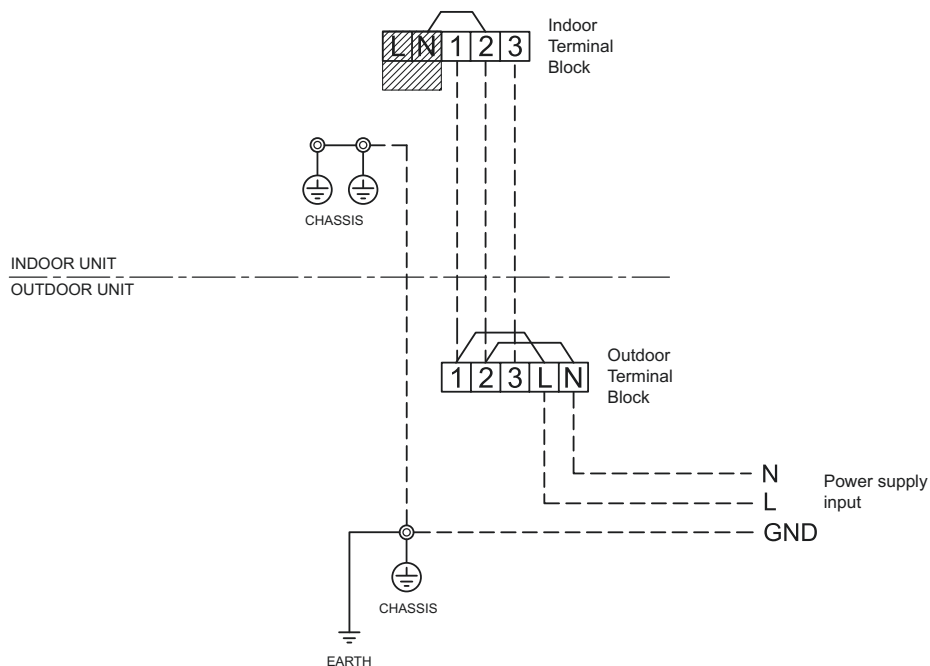 Indoor
Terminal
Block
L N 1 2 3
CHASSIS
INDOOR UNIT
OUTDOOR UNIT
Outdoor
Terminal
Block
1 2 3 L N
N
L
GND
Power supply
input
CHASSIS
EARTH